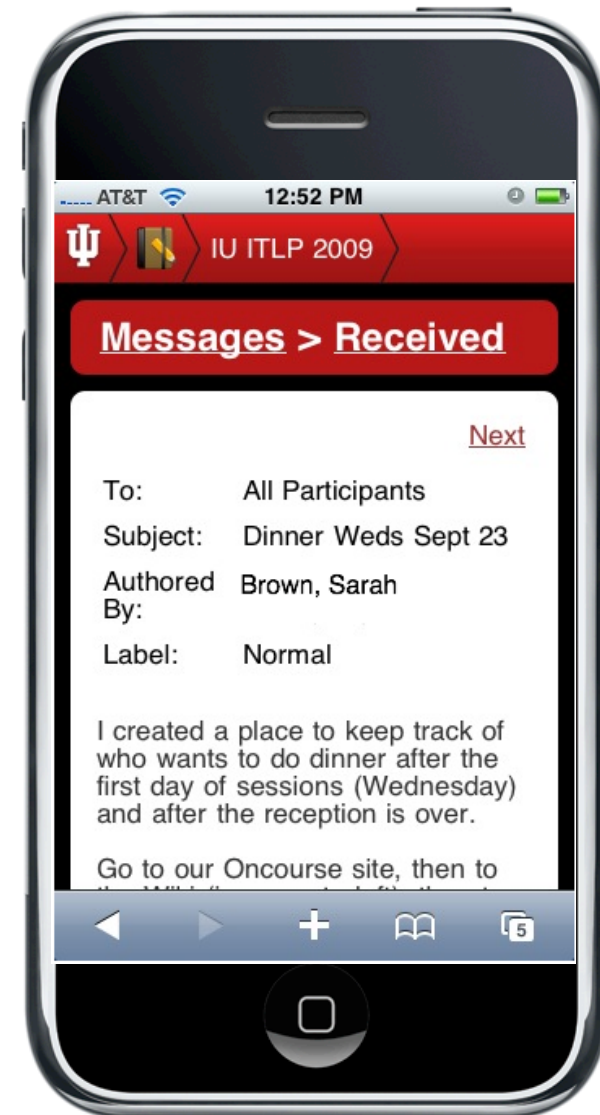 AT&T 12:52 PM
IU ITLP 2009
Messages > Received
Next
To: All Participants
Subject: Dinner Weds Sept 23
Authored By: Brown, Sarah
Label: Normal
I created a place to keep track of
who wants to do dinner after the
first day of sessions (Wednesday)
and after the reception is over.
Go to our Oncourse site, then to
5